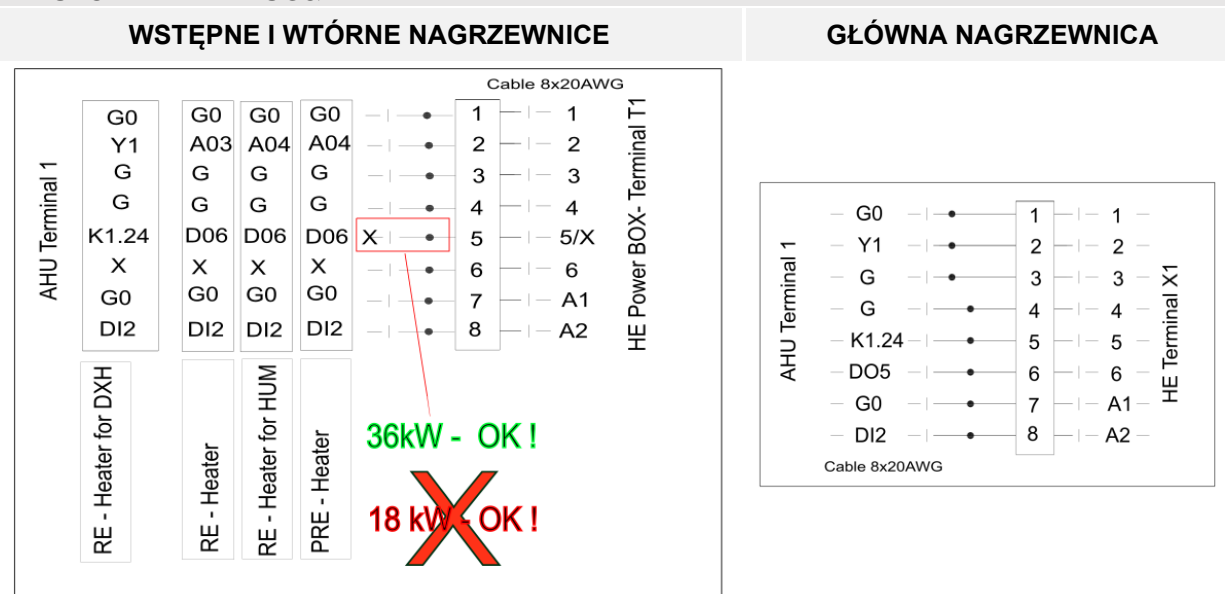 WSTĘPNE I WTÓRNE NAGRZEWNICE
GŁÓWNA NAGRZEWNICA
Cable 8x20AWG
AHU Terminal 1
G0 G0 G0 G0 1 1
Y1 A03 A04 A04 2 2
G G G G 3 3
G G G G 4 4
K1.24 D06 D06 D06 X 5 5/X
X X X X 6 6
G0 G0 G0 G0 7 A1
DI2 DI2 DI2 DI2 8 A2
HE Power BOX- Terminal T1
RE - Heater for DXH
RE - Heater
RE - Heater for HUM
PRE - Heater
36kW - OK !
18 kW - OK !
AHU Terminal 1
G0 1 1
Y1 2 2
G 3 3
G 4 4
K1.24 5 5
DO5 6 6
G0 7 A1
DI2 8 A2
HE Terminal X1
Cable 8x20AWG